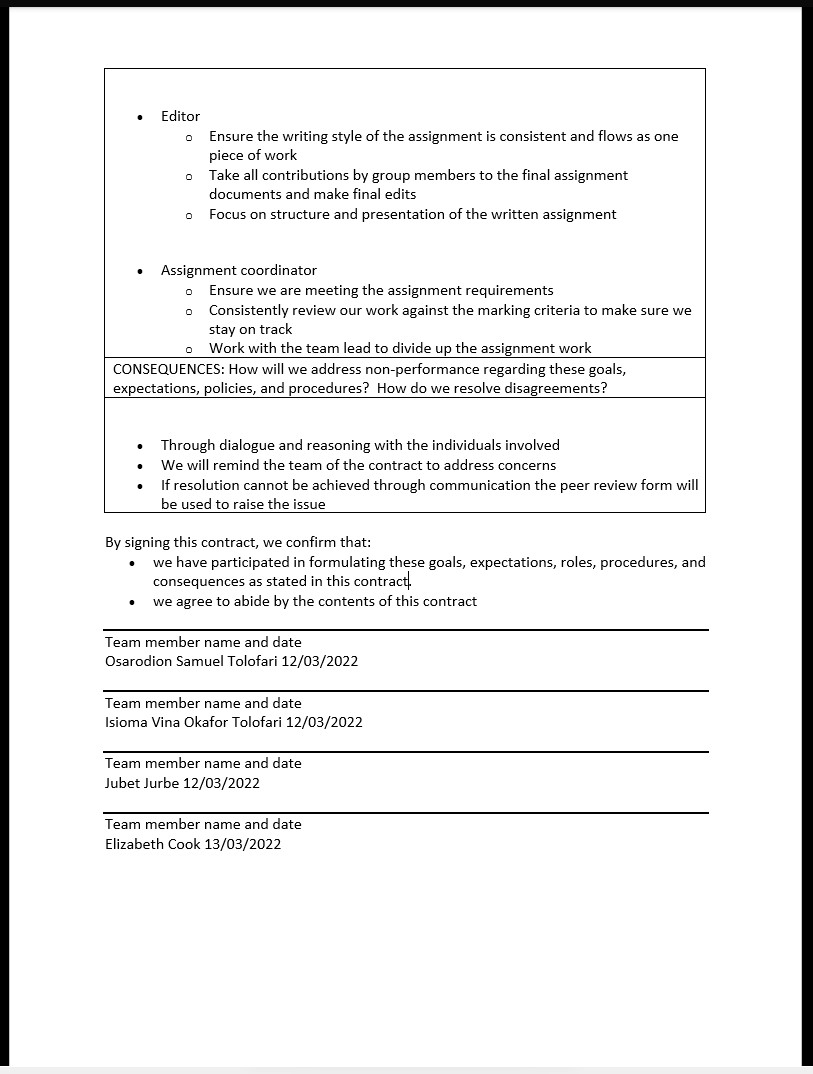 • Editor
o Ensure the writing style of the assignment is consistent and flows as one
piece of work
o Take all contributions by group members to the final assignment
documents and make final edits
o Focus on structure and presentation of the written assignment
• Assignment coordinator
o Ensure we are meeting the assignment requirements
o Consistently review our work against the marking criteria to make sure we
stay on track
o Work with the team lead to divide up the assignment work
CONSEQUENCES: How will we address non-performance regarding these goals,
expectations, policies, and procedures?  How do we resolve disagreements?
• Through dialogue and reasoning with the individuals involved
• We will remind the team of the contract to address concerns
• If resolution cannot be achieved through communication the peer review form will
be used to raise the issue
By signing this contract, we confirm that:
• we have participated in formulating these goals, expectations, roles, procedures, and
consequences as stated in this contract.
• we agree to abide by the contents of this contract
Team member name and date
Osarodion Samuel Tolofari 12/03/2022
Team member name and date
Isioma Vina Okafor Tolofari 12/03/2022
Team member name and date
Jubet Jurbe 12/03/2022
Team member name and date
Elizabeth Cook 13/03/2022